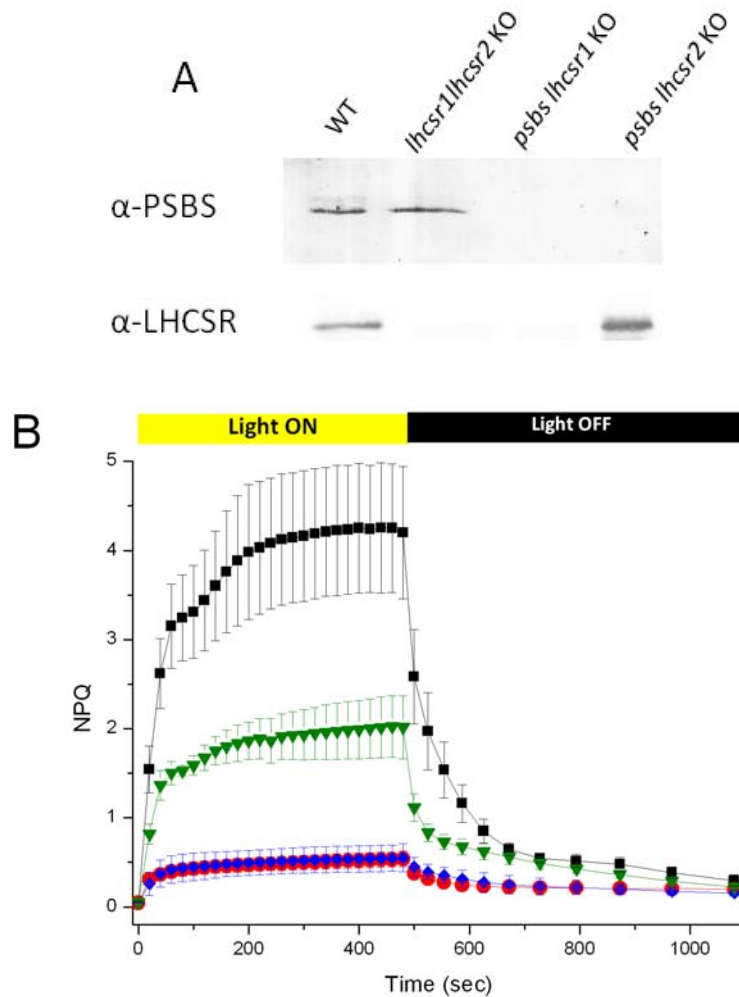 A
WT
lhcsr1lhcsr2 KO
psbs lhcsr1 KO
psbs lhcsr2 KO
α-PSBS
α-LHCSR
B
Light ON
Light OFF
NPQ
5
4
3
2
1
0
0 200 400 600 800 1000
Time (sec)